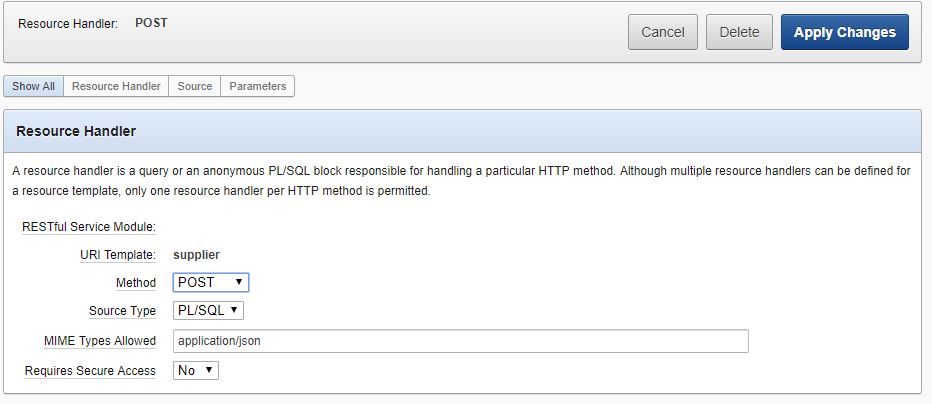 Resource Handler: POST
Cancel Delete Apply Changes
Show All Resource Handler Source Parameters
Resource Handler
A resource handler is a query or an anonymous PL/SQL block responsible for handling a particular HTTP method. Although multiple resource handlers can be defined for
a resource template, only one resource handler per HTTP method is permitted.
RESTful Service Module:
URI Template: supplier
Method POST
Source Type PL/SQL
MIME Types Allowed application/json
Requires Secure Access No